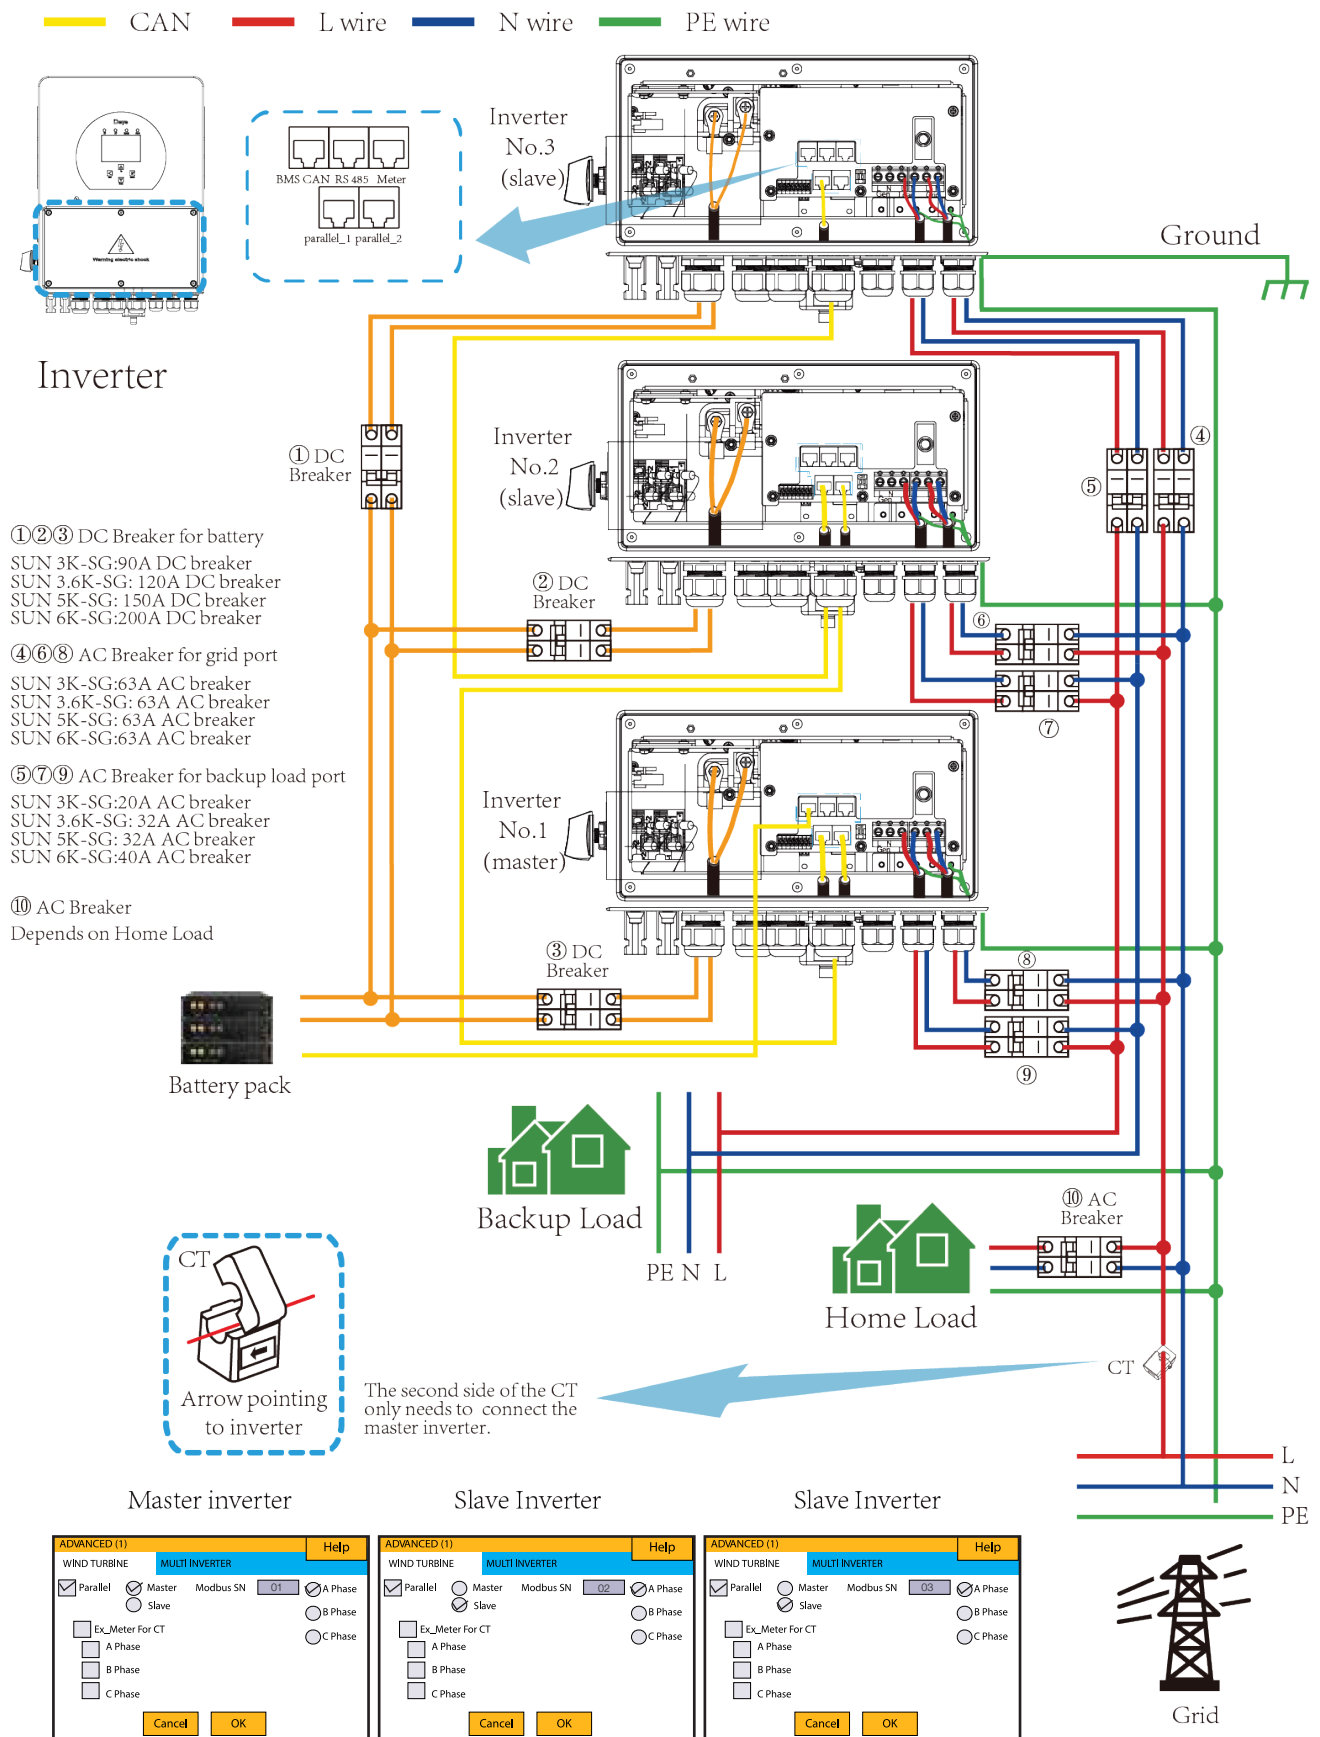 CAN L wire N wire PE wire
Deye
Warning electric shock
Inverter
BMS CAN RS 485 Meter
parallel_1 parallel_2
Inverter
No.3
(slave)
Ground
Inverter
No.2
(slave)
Inverter
No.1
(master)
Gen N
Gen N
Gen N
① DC
Breaker
② DC
Breaker
③ DC
Breaker
④
⑤
⑥
⑦
⑧
⑨
①②③ DC Breaker for battery
SUN 3K-SG:90A DC breaker
SUN 3.6K-SG: 120A DC breaker
SUN 5K-SG: 150A DC breaker
SUN 6K-SG:200A DC breaker
④⑥⑧ AC Breaker for grid port
SUN 3K-SG:63A AC breaker
SUN 3.6K-SG: 63A AC breaker
SUN 5K-SG: 63A AC breaker
SUN 6K-SG:63A AC breaker
⑤⑦⑨ AC Breaker for backup load port
SUN 3K-SG:20A AC breaker
SUN 3.6K-SG: 32A AC breaker
SUN 5K-SG: 32A AC breaker
SUN 6K-SG:40A AC breaker
⑩ AC Breaker
Depends on Home Load
Battery pack
Backup Load
PE N L
⑩ AC
Breaker
Home Load
CT
CT
Arrow pointing
to inverter
The second side of the CT
only needs to connect the
master inverter.
L
N
PE
Grid
Master inverter
ADVANCED (1) Help
WIND TURBINE MULTI INVERTER
Parallel Master Modbus SN 01 A Phase
Slave B Phase
Ex_Meter For CT C Phase
A Phase
B Phase
C Phase
Cancel OK
Slave Inverter
ADVANCED (1) Help
WIND TURBINE MULTI INVERTER
Parallel Master Modbus SN 02 A Phase
Slave B Phase
Ex_Meter For CT C Phase
A Phase
B Phase
C Phase
Cancel OK
Slave Inverter
ADVANCED (1) Help
WIND TURBINE MULTI INVERTER
Parallel Master Modbus SN 03 A Phase
Slave B Phase
Ex_Meter For CT C Phase
A Phase
B Phase
C Phase
Cancel OK